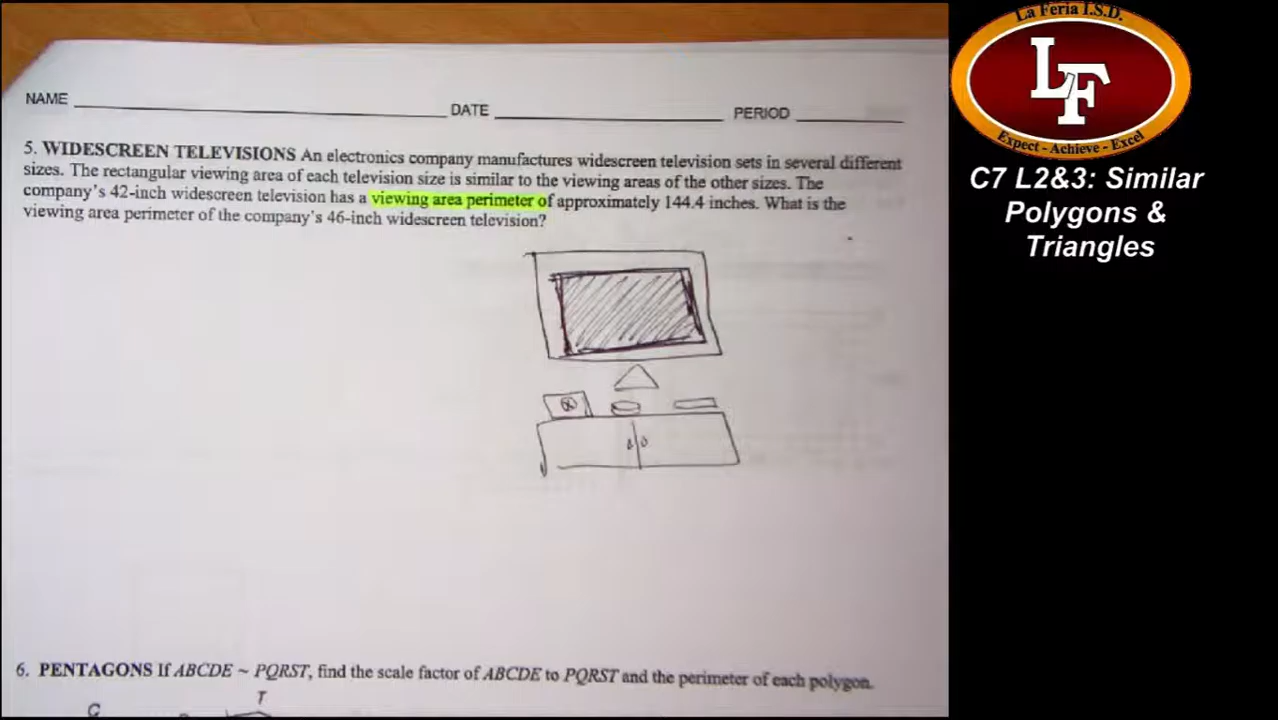 La Feria I.S.D.
LF
Expect - Achieve - Excel
C7 L2&3: Similar
Polygons &
Triangles
NAME DATE PERIOD
5. WIDESCREEN TELEVISIONS An electronics company manufactures widescreen television sets in several different
sizes. The rectangular viewing area of each television size is similar to the viewing areas of the other sizes. The
company's 42-inch widescreen television has a viewing area perimeter of approximately 144.4 inches. What is the
viewing area perimeter of the company's 46-inch widescreen television?
6. PENTAGONS If ABCDE ~ PQRST, find the scale factor of ABCDE to PQRST and the perimeter of each polygon.
T